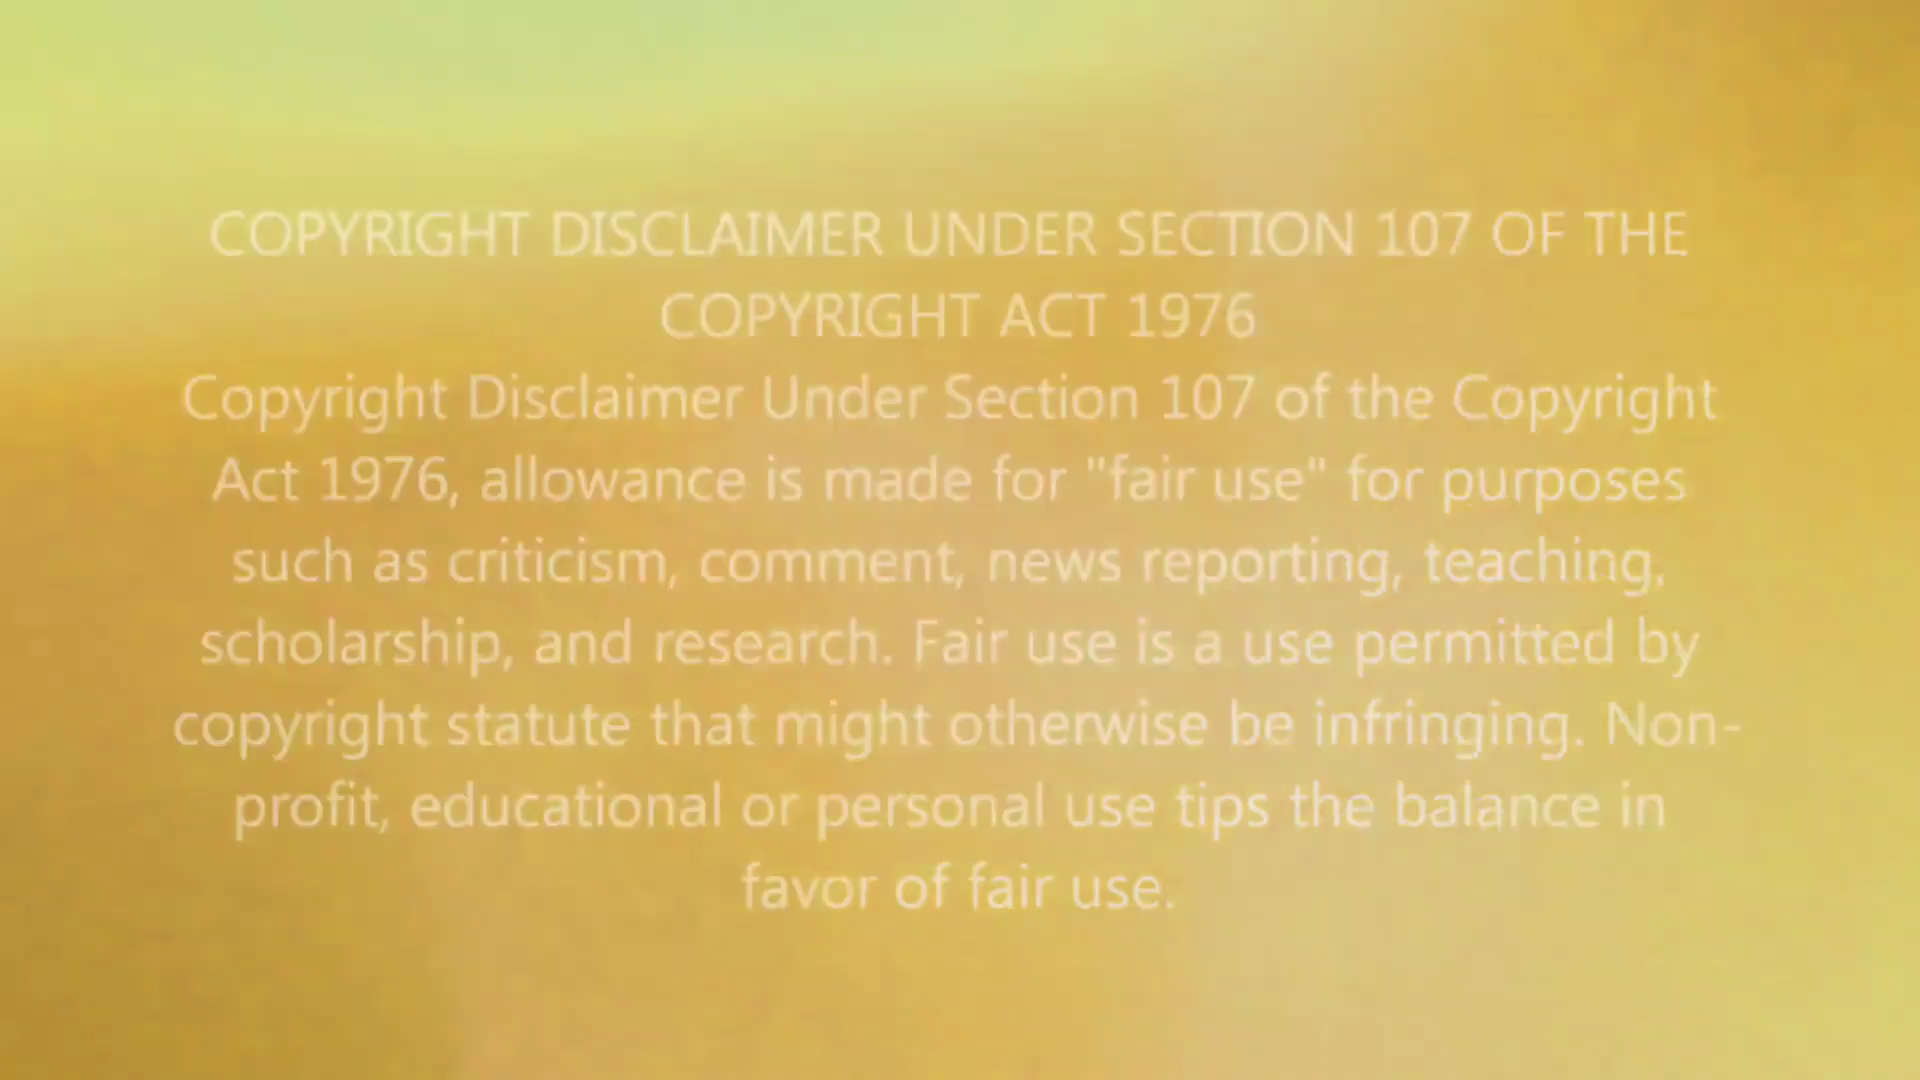 COPYRIGHT DISCLAIMER UNDER SECTION 107 OF THE
COPYRIGHT ACT 1976
Copyright Disclaimer Under Section 107 of the Copyright
Act 1976, allowance is made for "fair use" for purposes
such as criticism, comment, news reporting, teaching,
scholarship, and research. Fair use is a use permitted by
copyright statute that might otherwise be infringing. Non-
profit, educational or personal use tips the balance in
favor of fair use.